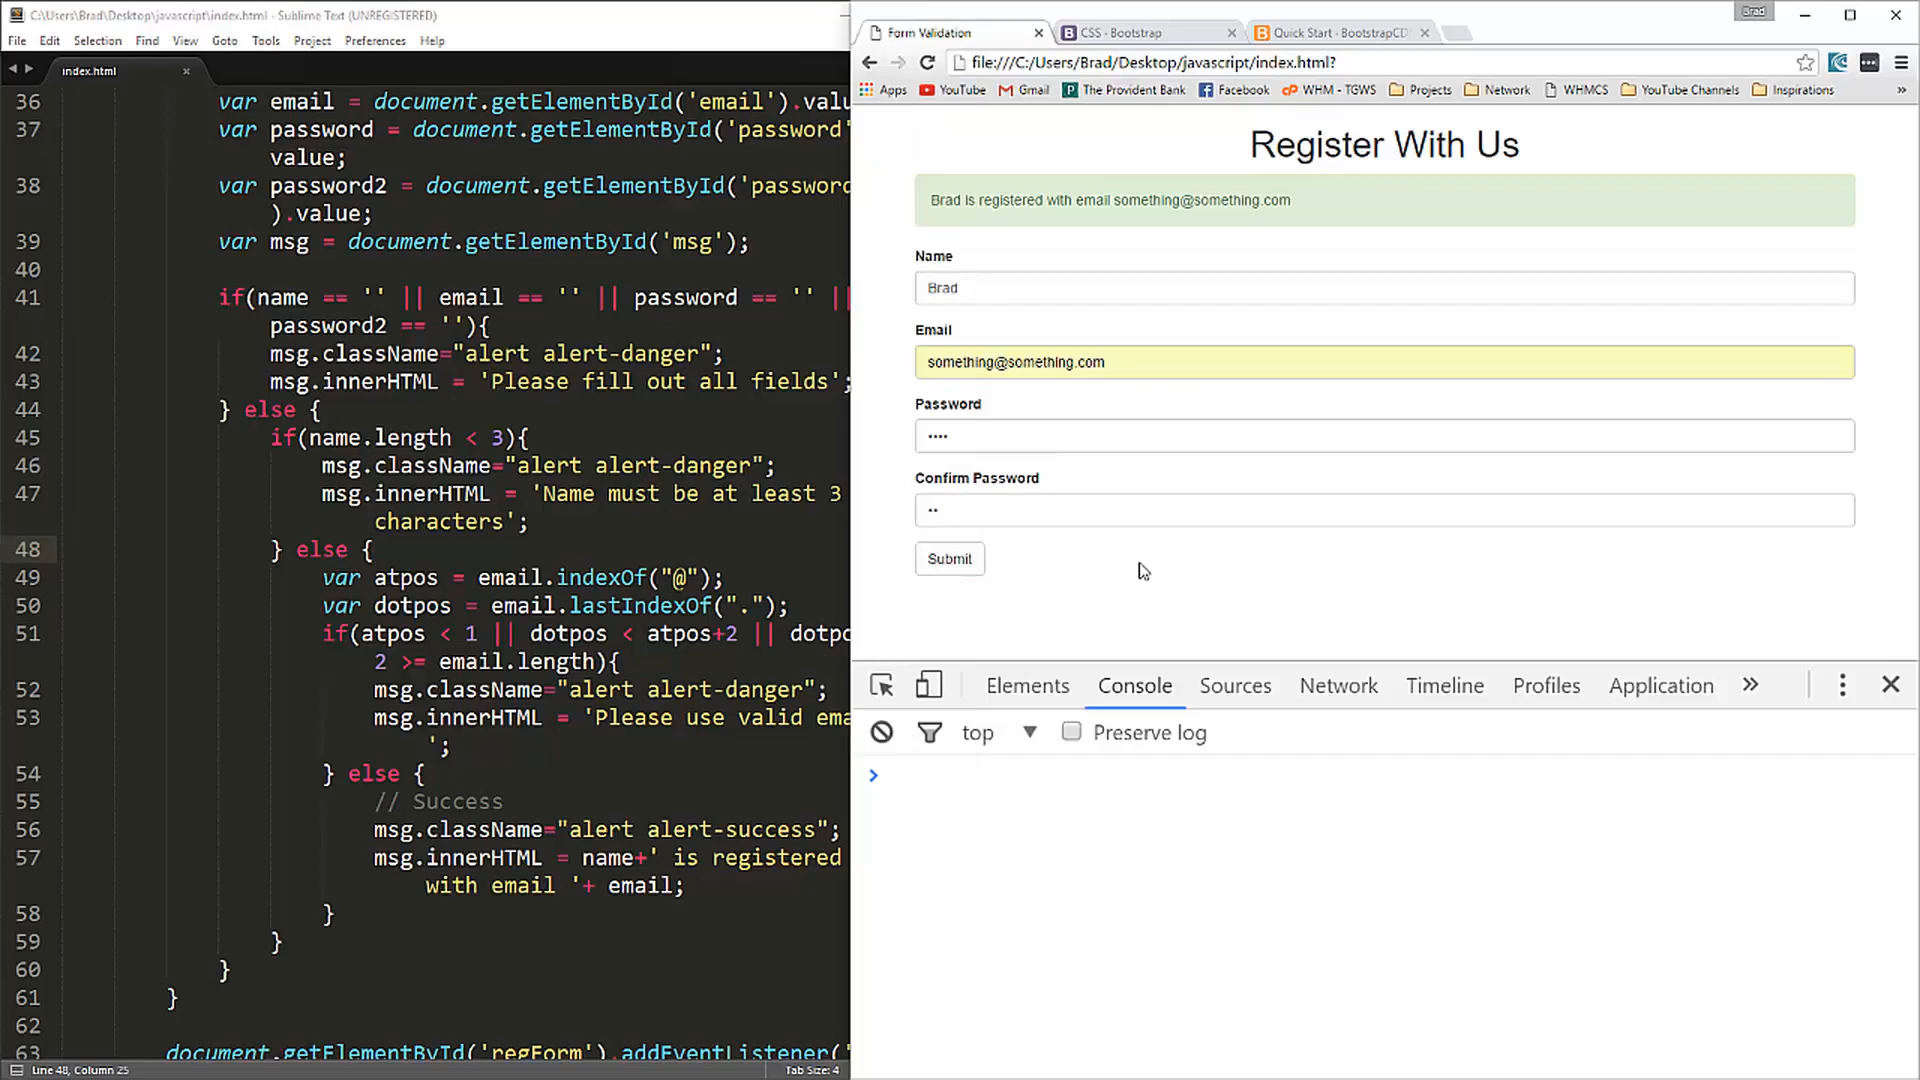 C:\Users\Brad\Desktop\javascript\index.html - Sublime Text (UNREGISTERED)
File Edit Selection Find View Goto Tools Project Preferences Help
index.html
36 var email = document.getElementById('email').valu
37 var password = document.getElementById('password'
value;
38 var password2 = document.getElementById('password
).value;
39 var msg = document.getElementById('msg');
40
41 if(name == '' || email == '' || password == '' ||
password2 == ''){
42 msg.className="alert alert-danger";
43 msg.innerHTML = 'Please fill out all fields';
44 } else {
45 if(name.length < 3){
46 msg.className="alert alert-danger";
47 msg.innerHTML = 'Name must be at least 3
characters';
48 } else {
49 var atpos = email.indexOf("@");
50 var dotpos = email.lastIndexOf(".");
51 if(atpos < 1 || dotpos < atpos+2 || dotpo
2 >= email.length){
52 msg.className="alert alert-danger";
53 msg.innerHTML = 'Please use valid ema
';
54 } else {
55 // Success
56 msg.className="alert alert-success";
57 msg.innerHTML = name+' is registered
with email '+ email;
58 }
59 }
60 }
61 }
62
63 document.getElementById('regForm').addEventListener('
Line 48, Column 25
Tab Size: 4
Brad
Form Validation
CSS · Bootstrap
Quick Start · BootstrapCD
file:///C:/Users/Brad/Desktop/javascript/index.html?
Apps YouTube Gmail The Provident Bank Facebook WHM - TGWS Projects Network WHMCS YouTube Channels Inspirations »
Register With Us
Brad is registered with email something@something.com
Name
Brad
Email
something@something.com
Password
••••
Confirm Password
••
Submit
Elements Console Sources Network Timeline Profiles Application »
top Preserve log
>